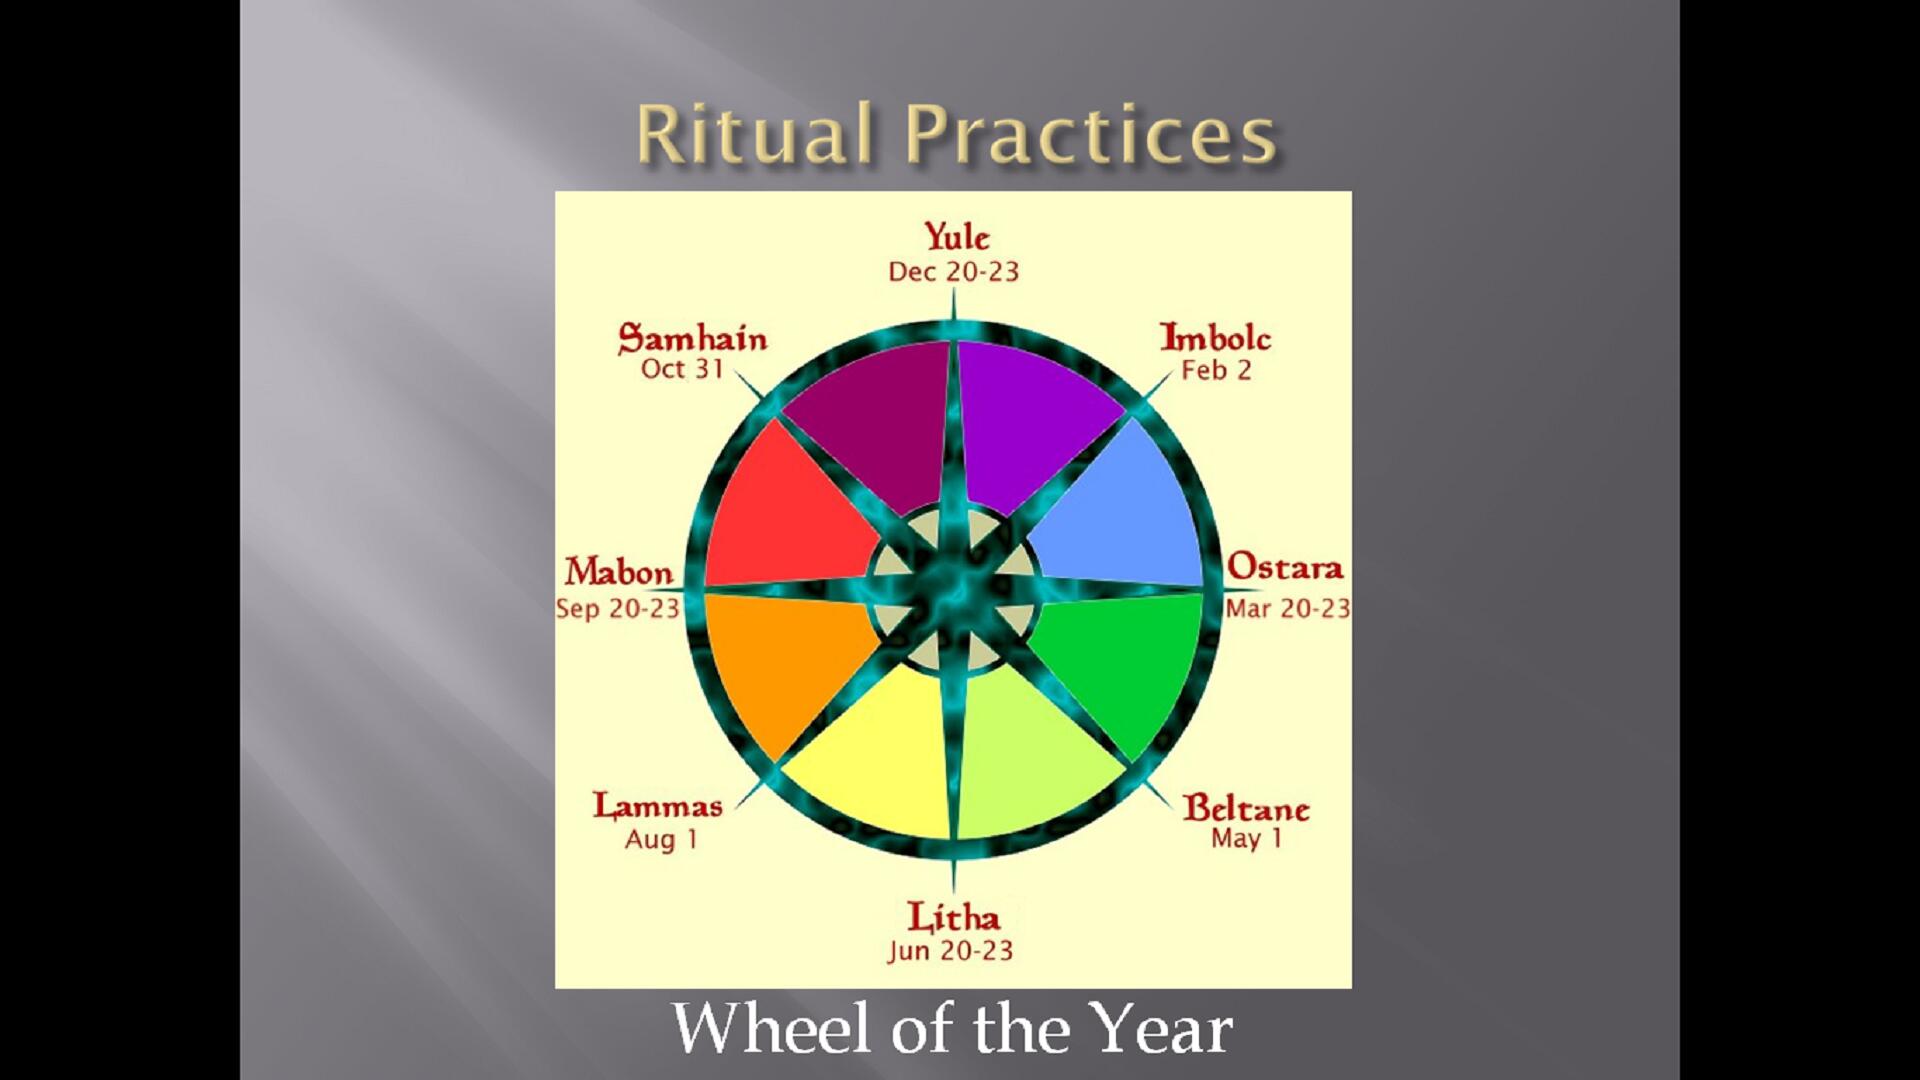 Ritual Practices
Yule
Dec 20-23
Samhain
Oct 31
Imbolc
Feb 2
Mabon
Sep 20-23
Ostara
Mar 20-23
Lammas
Aug 1
Beltane
May 1
Litha
Jun 20-23
Wheel of the Year